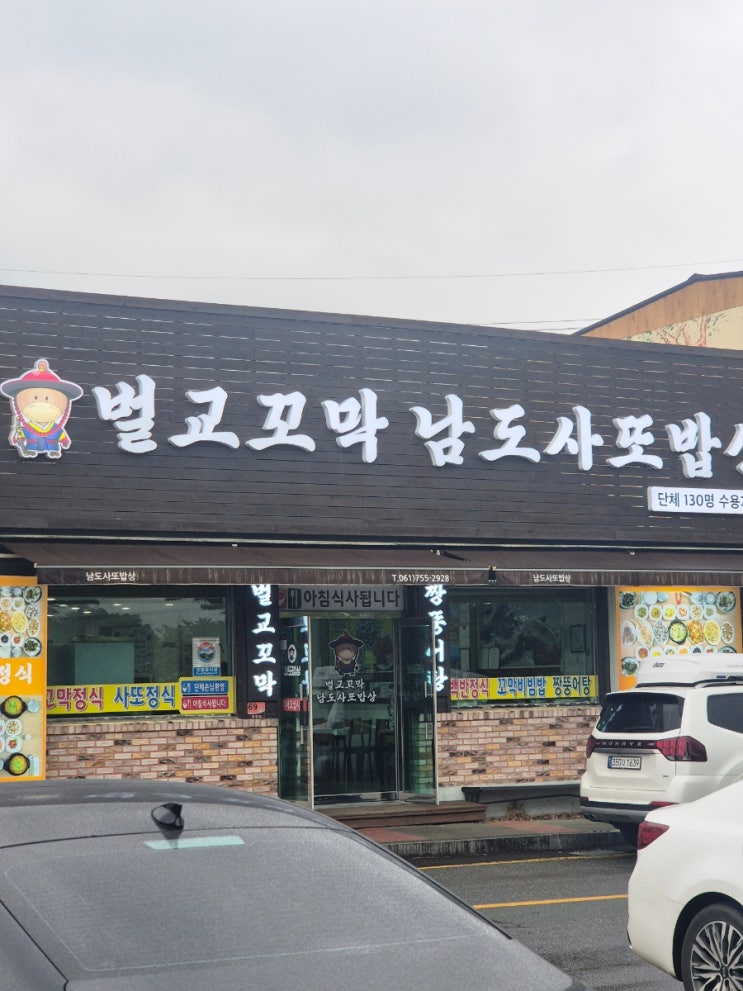 벌교꼬막 남도사또밥상
단체 130명 수용
남도사또밥상
T.061)755-2928
남도사또밥상
벌교꼬막
아침식사됩니다
짱뚱어탕
벌교꼬막
남도사또밥상
정식
꼬막정식 사또정식
단체손님환영
아침식사됩니다
69
백반정식 꼬막비빔밥 짱뚱어탕
MOHAVE